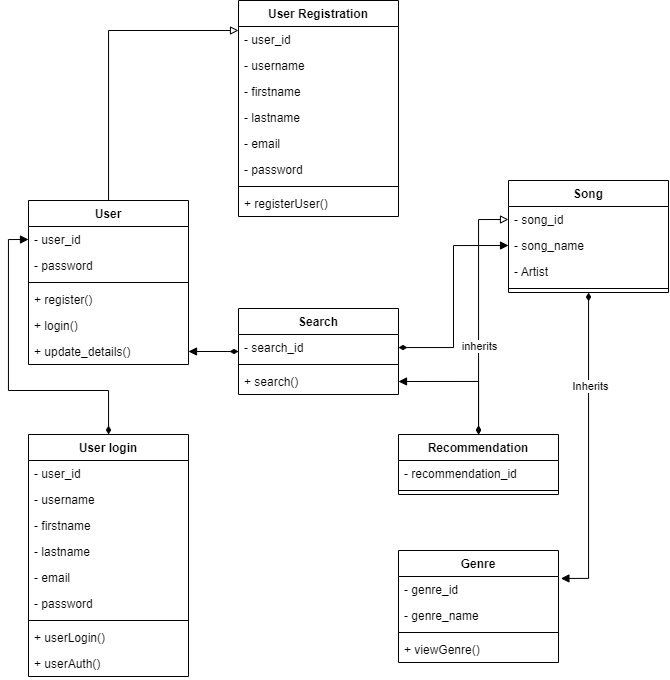 User Registration
- user_id
- username
- firstname
- lastname
- email
- password
+ registerUser()
User
- user_id
- password
+ register()
+ login()
+ update_details()
Song
- song_id
- song_name
- Artist
Search
- search_id
+ search()
inherits
Inherits
User login
- user_id
- username
- firstname
- lastname
- email
- password
+ userLogin()
+ userAuth()
Recommendation
- recommendation_id
Genre
- genre_id
- genre_name
+ viewGenre()